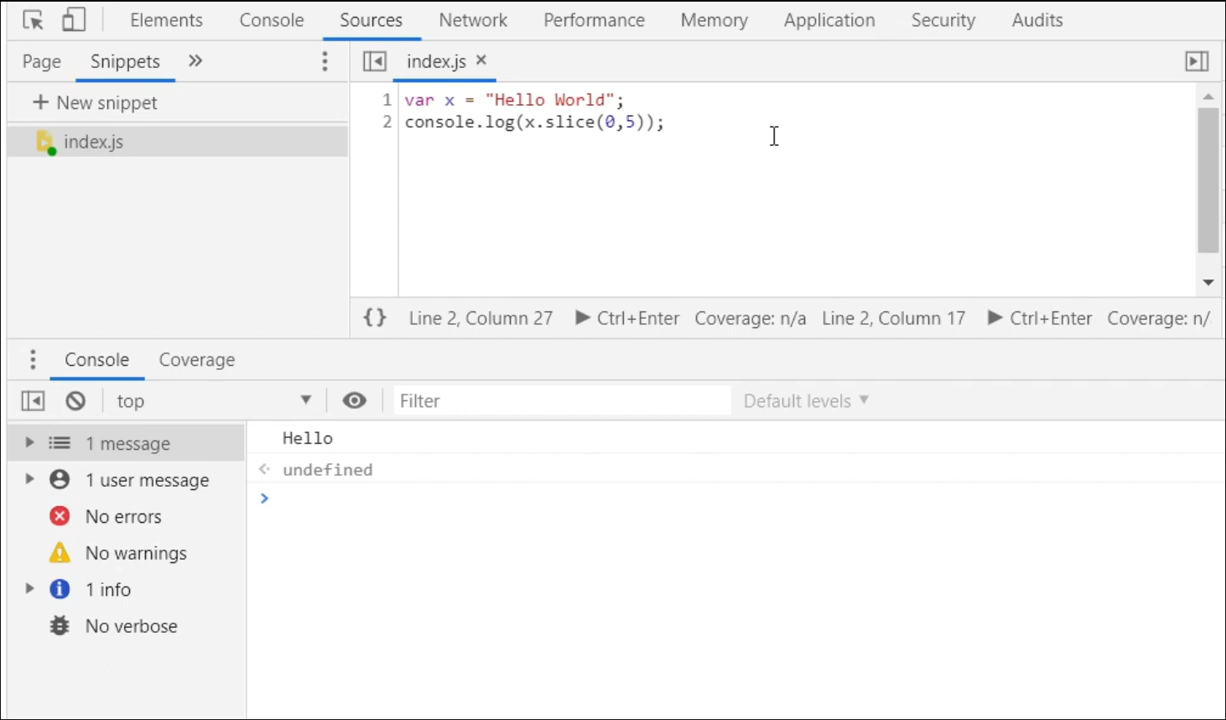 Elements Console Sources Network Performance Memory Application Security Audits
Page Snippets » index.js ×
+ New snippet
index.js
1 var x = "Hello World";
2 console.log(x.slice(0,5));
{} Line 2, Column 27 ▶ Ctrl+Enter Coverage: n/a Line 2, Column 17 ▶ Ctrl+Enter Coverage: n/
Console Coverage
top ▼ Filter Default levels ▼
1 message
1 user message
No errors
No warnings
1 info
No verbose
Hello
undefined
>